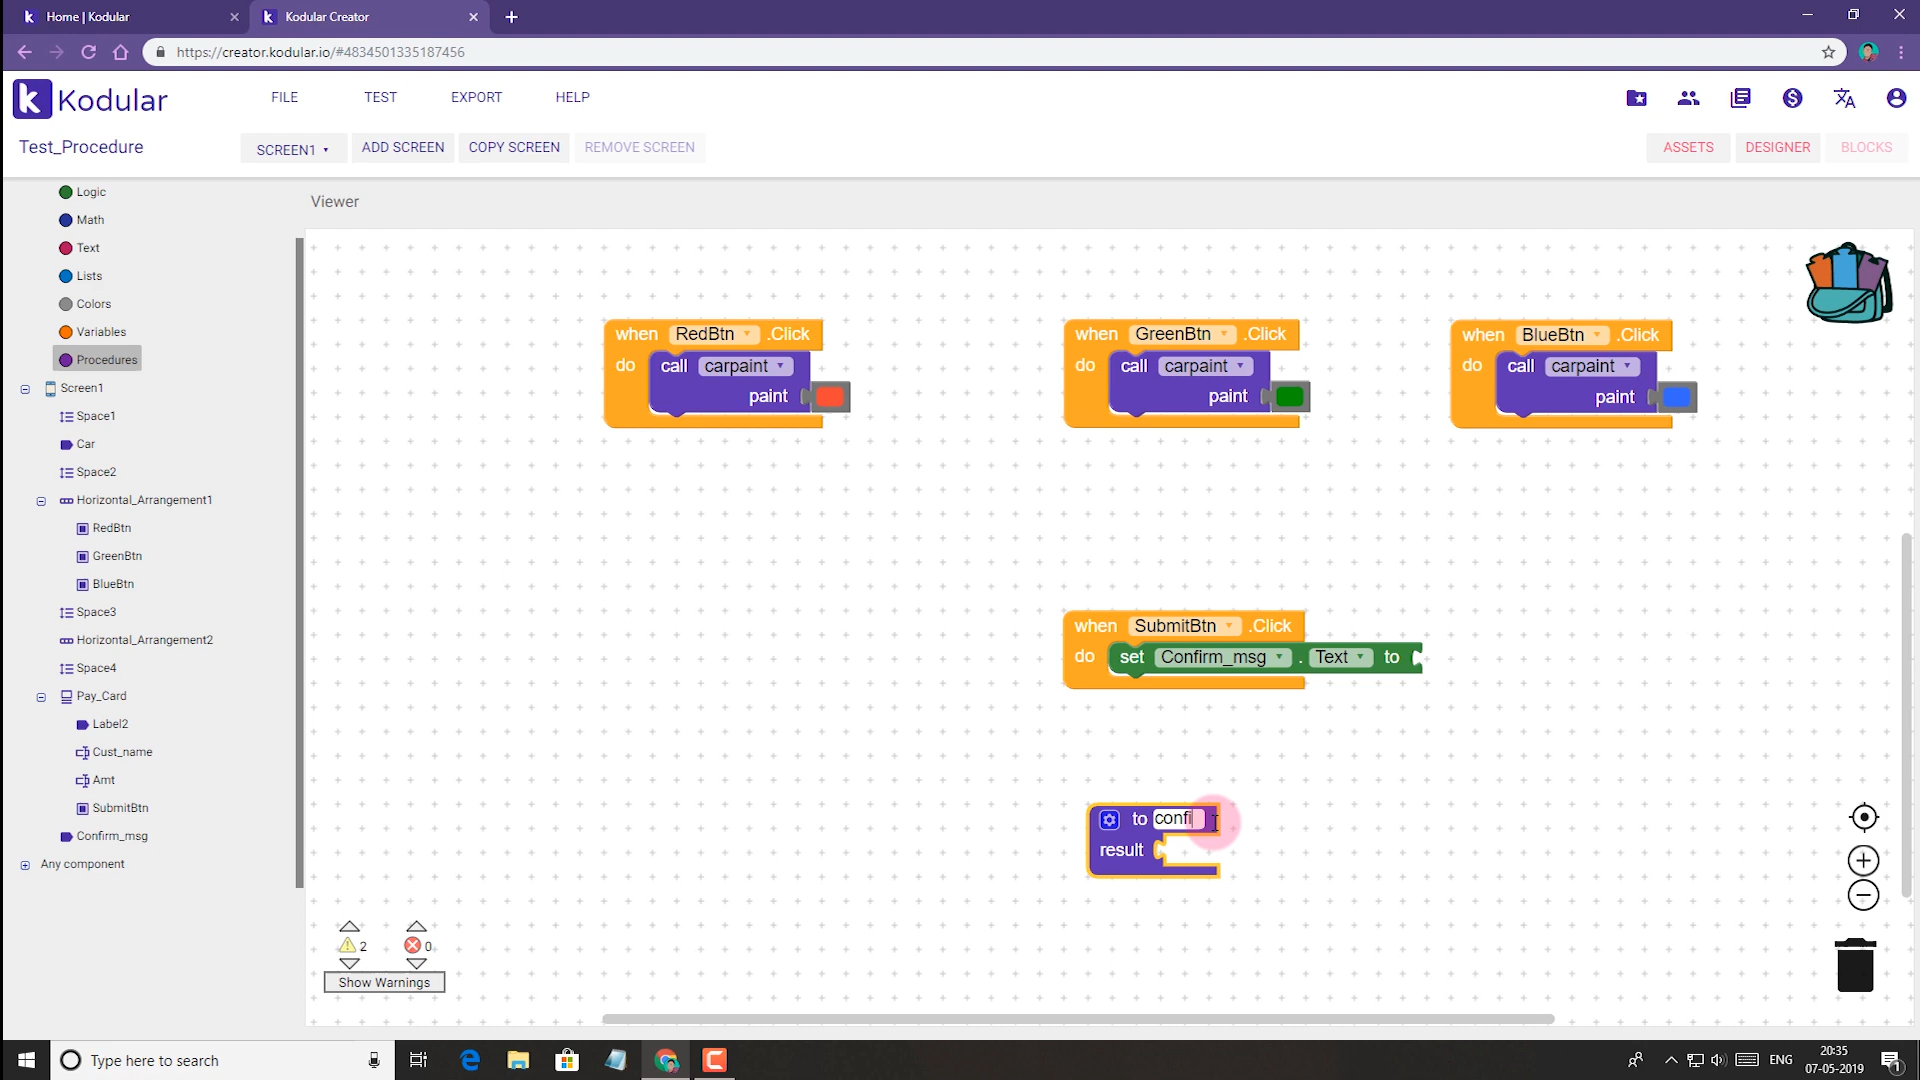 Home | Kodular
Kodular Creator
https://creator.kodular.io/#4834501335187456
k Kodular
FILE
TEST
EXPORT
HELP
Test_Procedure
SCREEN1
ADD SCREEN
COPY SCREEN
REMOVE SCREEN
ASSETS
DESIGNER
BLOCKS
Viewer
Logic
Math
Text
Lists
Colors
Variables
Procedures
Screen1
Space1
Car
Space2
Horizontal_Arrangement1
RedBtn
GreenBtn
BlueBtn
Space3
Horizontal_Arrangement2
Space4
Pay_Card
Label2
Cust_name
Amt
SubmitBtn
Confirm_msg
Any component
when RedBtn .Click
do call carpaint
paint
when GreenBtn .Click
do call carpaint
paint
when BlueBtn .Click
do call carpaint
paint
when SubmitBtn .Click
do set Confirm_msg . Text to
to confi
result
2
0
Show Warnings
Type here to search
ENG
20:35
07-05-2019
1